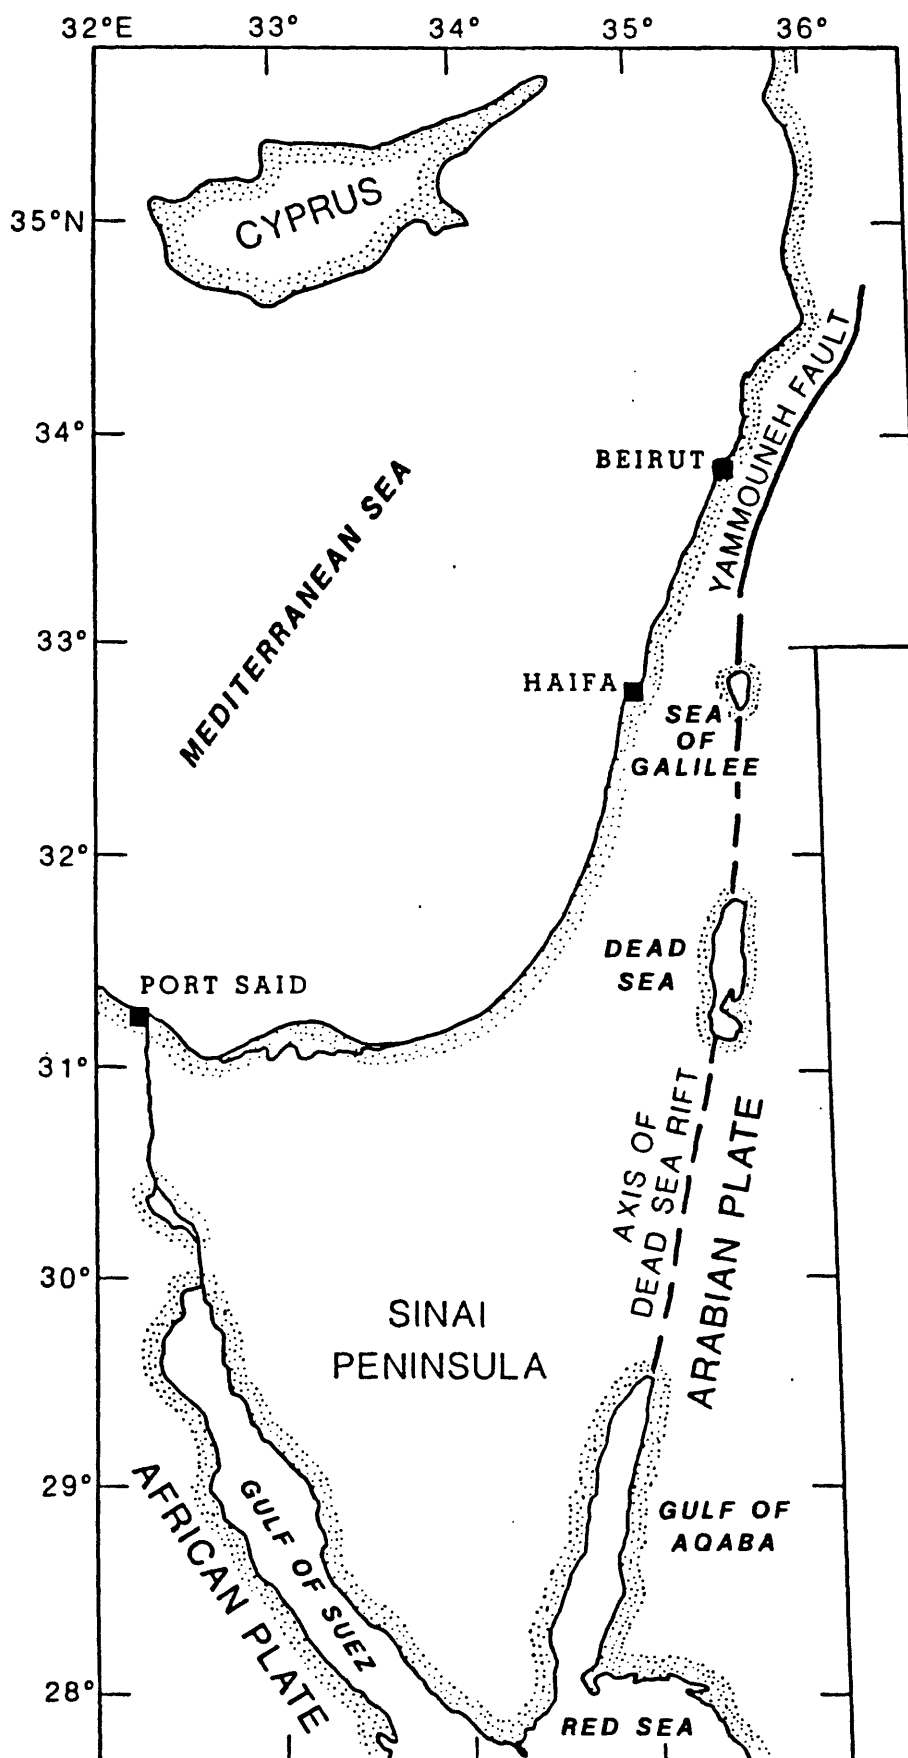 32°E 33° 34° 35° 36°
CYPRUS
35°N
YAMMOUNEH FAULT
34°
BEIRUT
MEDITERRANEAN SEA
33°
HAIFA
SEA
OF
GALILEE
32°
DEAD
SEA
PORT SAID
31°
AXIS OF
DEAD SEA RIFT
ARABIAN PLATE
30°
SINAI
PENINSULA
29°
AFRICAN PLATE
GULF OF SUEZ
GULF OF
AQABA
28°
RED SEA